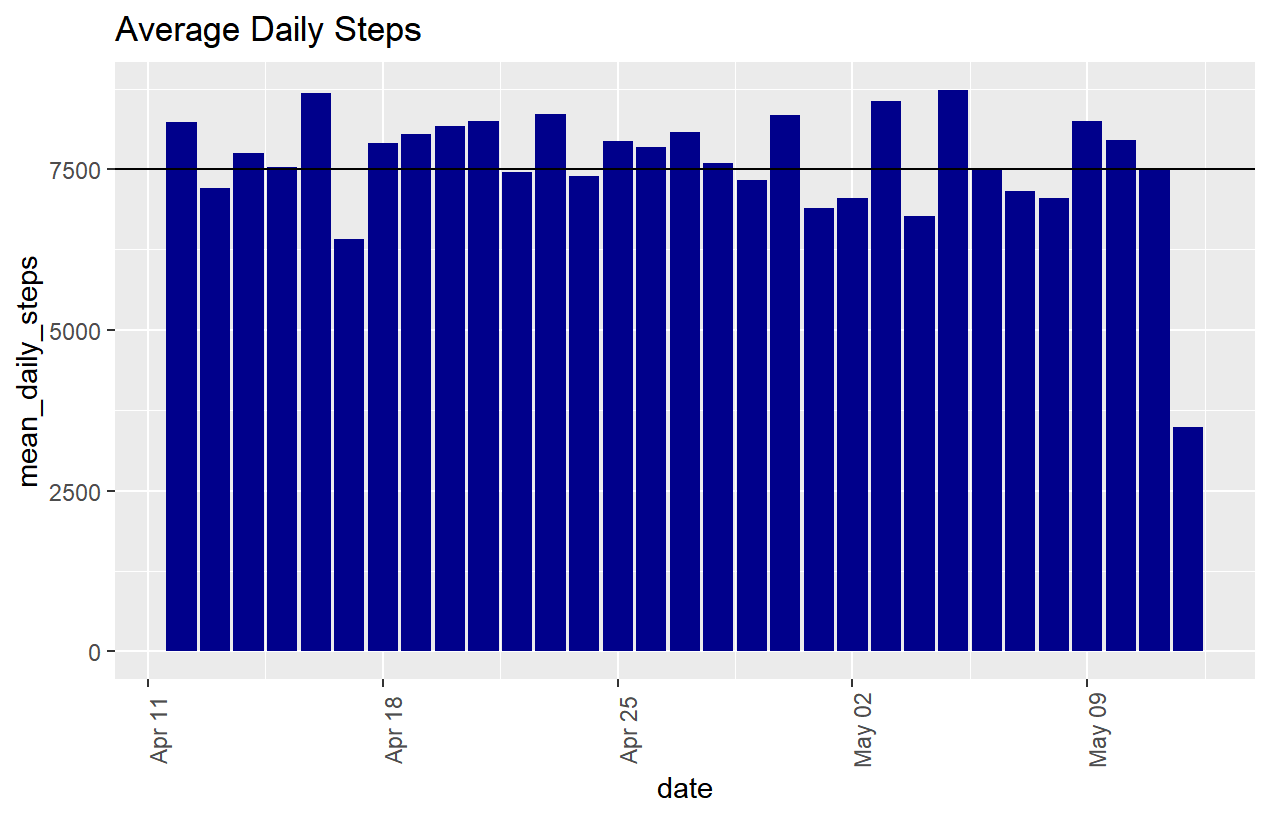 Average Daily Steps
mean_daily_steps
7500
5000
2500
0
Apr 11
Apr 18
Apr 25
May 02
May 09
date